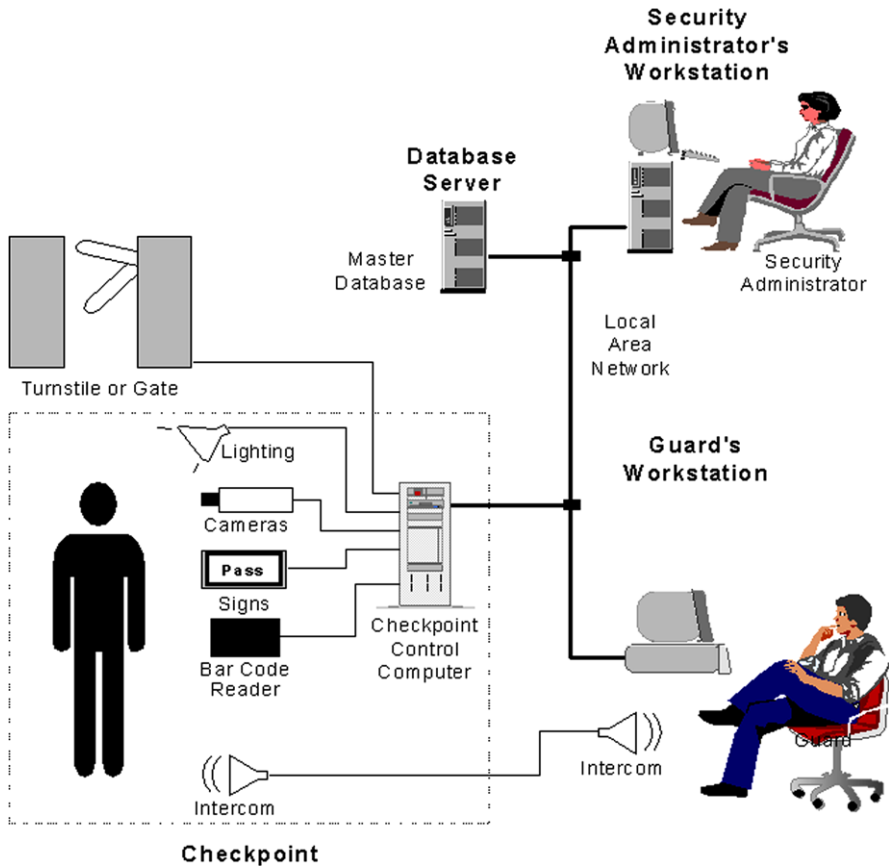 Security
Administrator's
Workstation
Database
Server
Master
Database
Security
Administrator
Local
Area
Network
Turnstile or Gate
Lighting
Guard's
Workstation
Cameras
Pass
Signs
Checkpoint
Control
Computer
Bar Code
Reader
Guard
Intercom
Intercom
Checkpoint